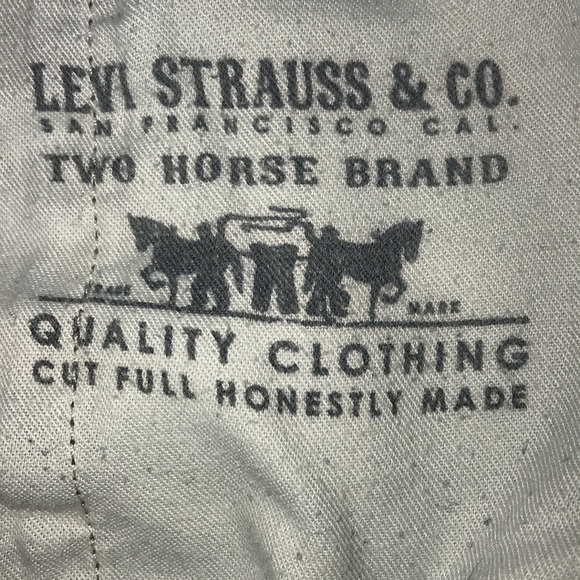 LEVI STRAUSS & CO.
SAN FRANCISCO CAL.
TWO HORSE BRAND
TRADE MARK
QUALITY CLOTHING
CUT FULL HONESTLY MADE